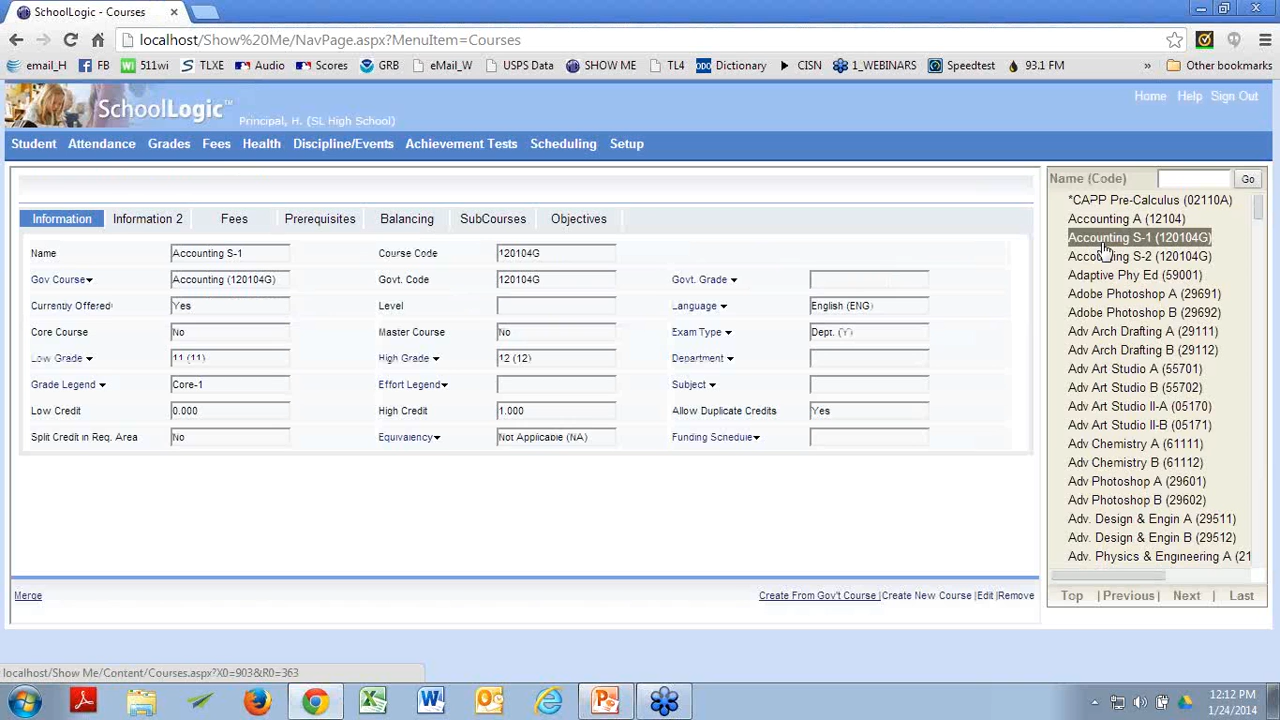 SchoolLogic - Courses
localhost/Show%20Me/NavPage.aspx?MenuItem=Courses
email_H FB 511wi TLXE Audio Scores GRB eMail_W USPS Data SHOW ME TL4 Dictionary CISN 1_WEBINARS Speedtest 93.1 FM » Other bookmarks
SchoolLogic™ Principal, H. (SL High School) Home Help Sign Out
Student Attendance Grades Fees Health Discipline/Events Achievement Tests Scheduling Setup
Information Information 2 Fees Prerequisites Balancing SubCourses Objectives
Name Accounting S-1 Course Code 120104G
Gov Course Accounting (120104G) Govt. Code 120104G Govt. Grade
Currently Offered Yes Level Language English (ENG)
Core Course No Master Course No Exam Type Dept. (Y)
Low Grade 11 (11) High Grade 12 (12) Department
Grade Legend Core-1 Effort Legend Subject
Low Credit 0.000 High Credit 1.000 Allow Duplicate Credits Yes
Split Credit in Req. Area No Equivalency Not Applicable (NA) Funding Schedule
Merge Create From Gov't Course |Create New Course |Edit |Remove
Name (Code) Go
*CAPP Pre-Calculus (02110A)
Accounting A (12104)
Accounting S-1 (120104G)
Accounting S-2 (120104G)
Adaptive Phy Ed (59001)
Adobe Photoshop A (29691)
Adobe Photoshop B (29692)
Adv Arch Drafting A (29111)
Adv Arch Drafting B (29112)
Adv Art Studio A (55701)
Adv Art Studio B (55702)
Adv Art Studio II-A (05170)
Adv Art Studio II-B (05171)
Adv Chemistry A (61111)
Adv Chemistry B (61112)
Adv Photoshop A (29601)
Adv Photoshop B (29602)
Adv. Design & Engin A (29511)
Adv. Design & Engin B (29512)
Adv. Physics & Engineering A (21
Top | Previous | Next | Last
localhost/Show Me/Content/Courses.aspx?X0=903&R0=363
12:12 PM
1/24/2014